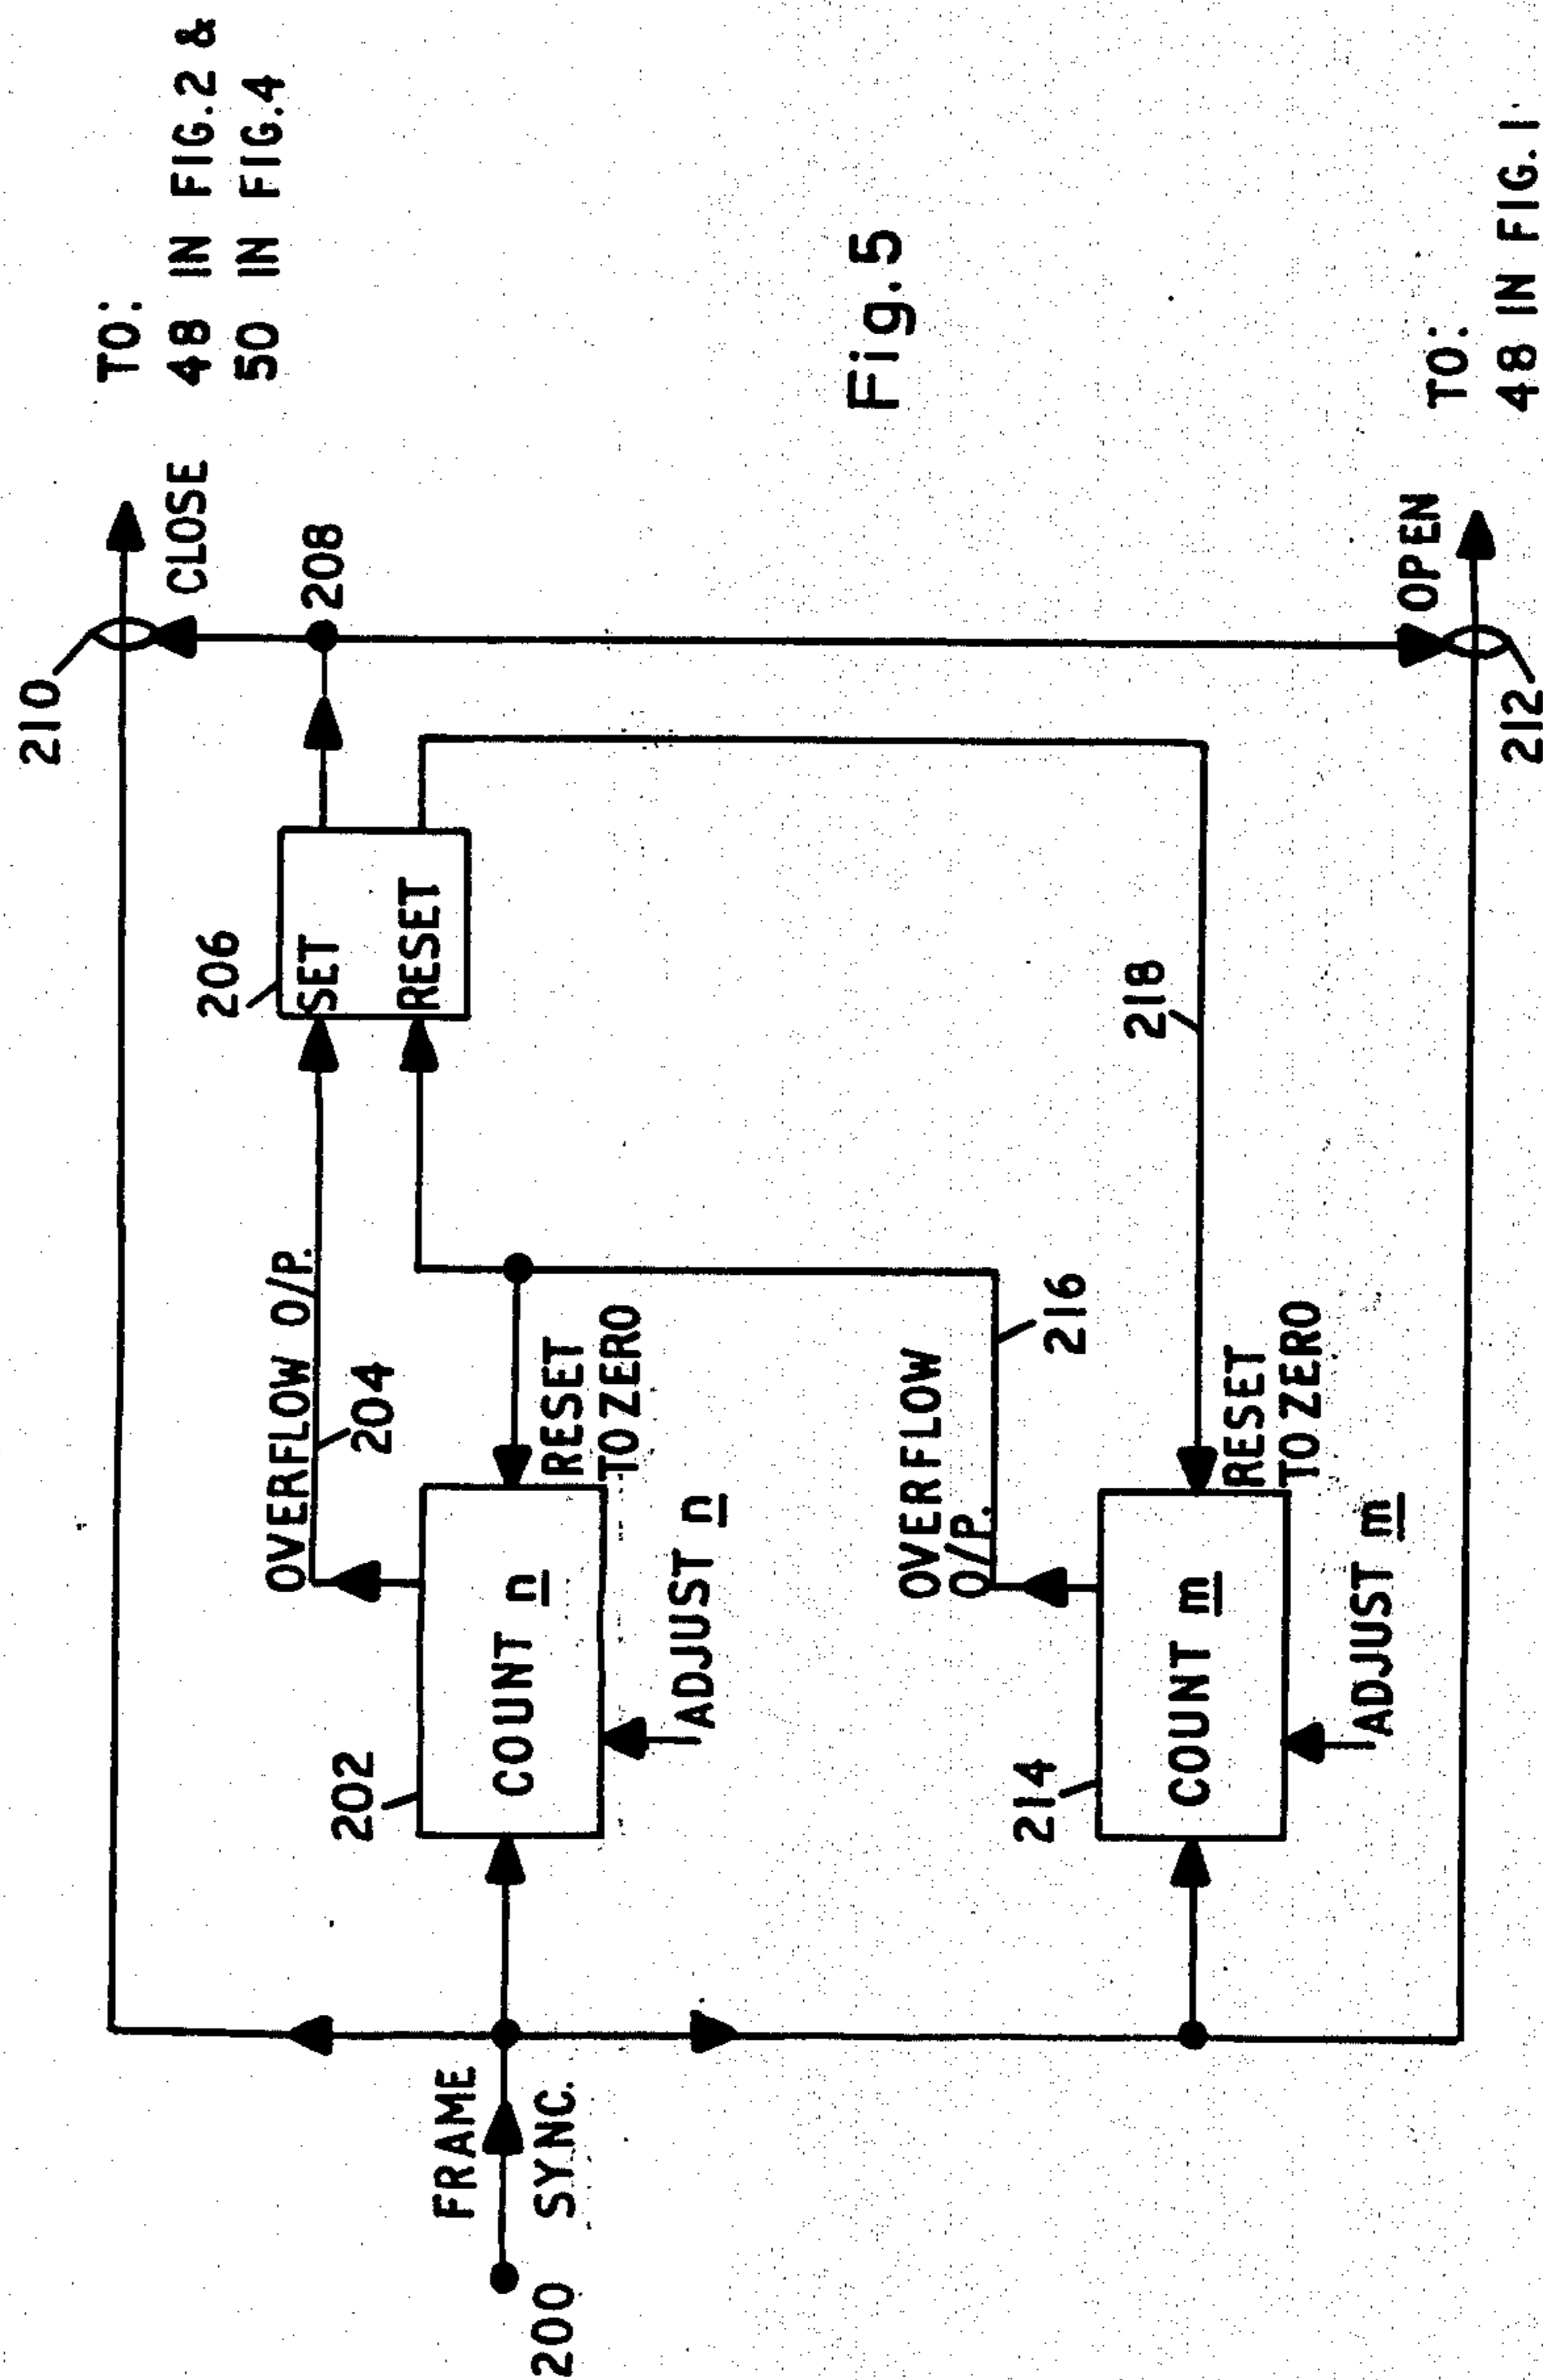 210
TO:
48 IN FIG.2 &
50 IN FIG.4
CLOSE
208
206
SET
RESET
OVERFLOW O/P.
204
202
COUNT n
RESET
TO ZERO
ADJUST n
FRAME
SYNC.
200
Fig. 5
OVERFLOW
O/P.
216
218
214
COUNT m
RESET
TO ZERO
ADJUST m
OPEN
212
TO:
48 IN FIG. 1